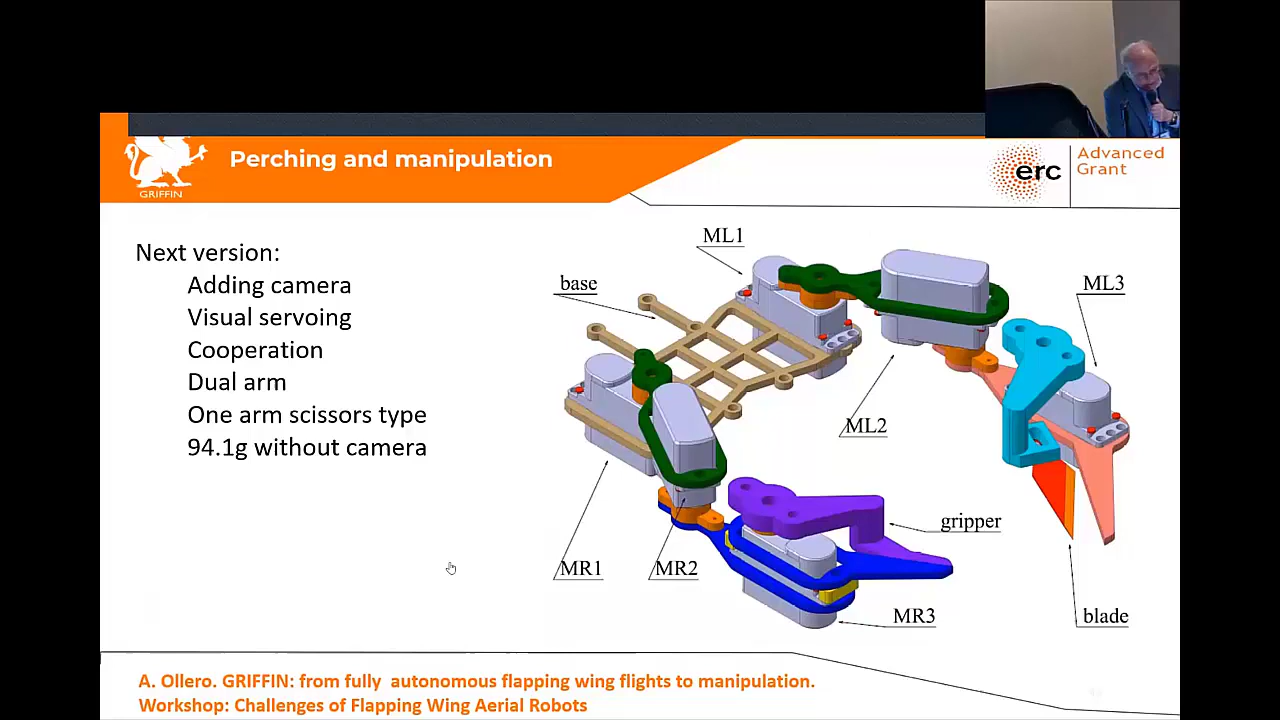 GRIFFIN
Perching and manipulation
erc
Advanced
Grant
Next version:
Adding camera
Visual servoing
Cooperation
Dual arm
One arm scissors type
94.1g without camera
ML1
base
ML3
ML2
gripper
MR1
MR2
MR3
blade
A. Ollero. GRIFFIN: from fully autonomous flapping wing flights to manipulation.
Workshop: Challenges of Flapping Wing Aerial Robots